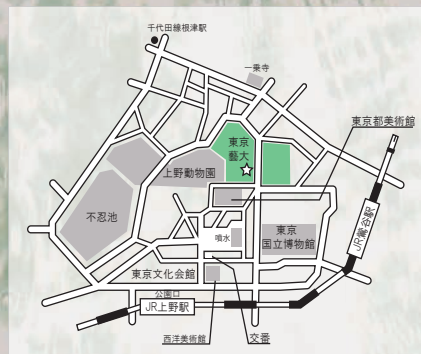 千代田線根津駅
一乗寺
東京都美術館
東京
藝大
上野動物園
JR鶯谷駅
不忍池
噴水
東京
国立博物館
東京文化会館
公園口
JR上野駅
西洋美術館
交番